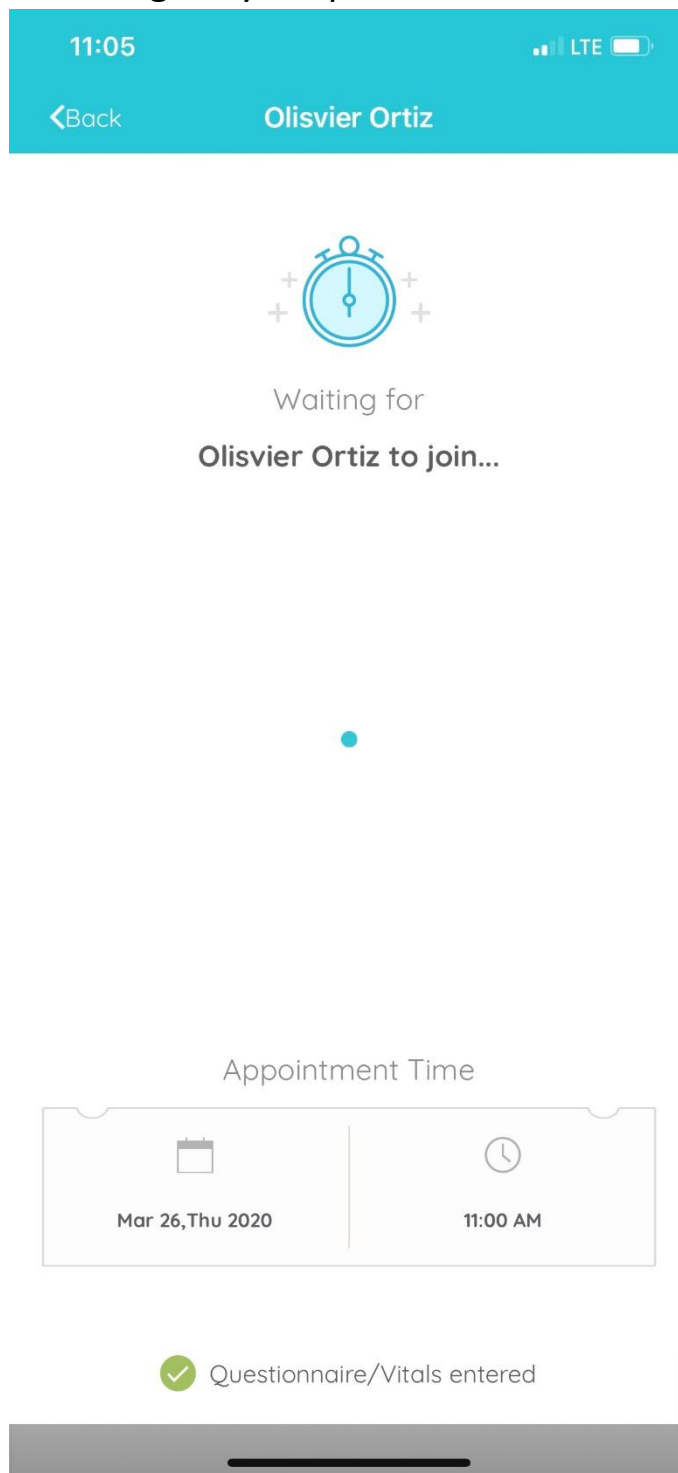 11:05 LTE
Back Olisvier Ortiz
Waiting for
Olisvier Ortiz to join...
Appointment Time
Mar 26,Thu 2020 11:00 AM
Questionnaire/Vitals entered